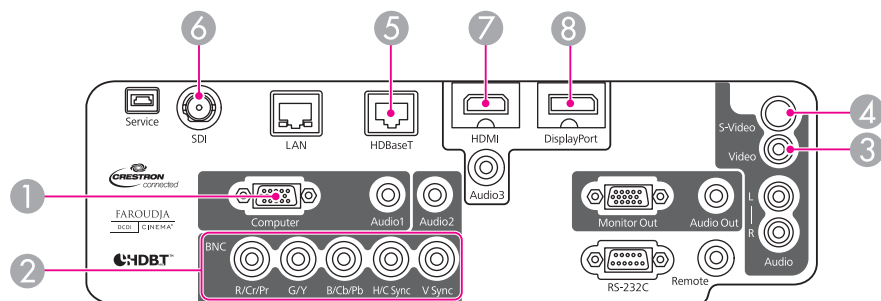 6 5 7 8
Service
SDI
LAN
HDBaseT
HDMI
DisplayPort
S-Video
4
Video
3
CRESTRON
connected
Audio3
1
Computer
Audio1
Audio2
Monitor Out
Audio Out
L
R
Audio
FAROUDJA
DCDI CINEMA
2
BNC
HDBT™
R/Cr/Pr
G/Y
B/Cb/Pb
H/C Sync
V Sync
RS-232C
Remote